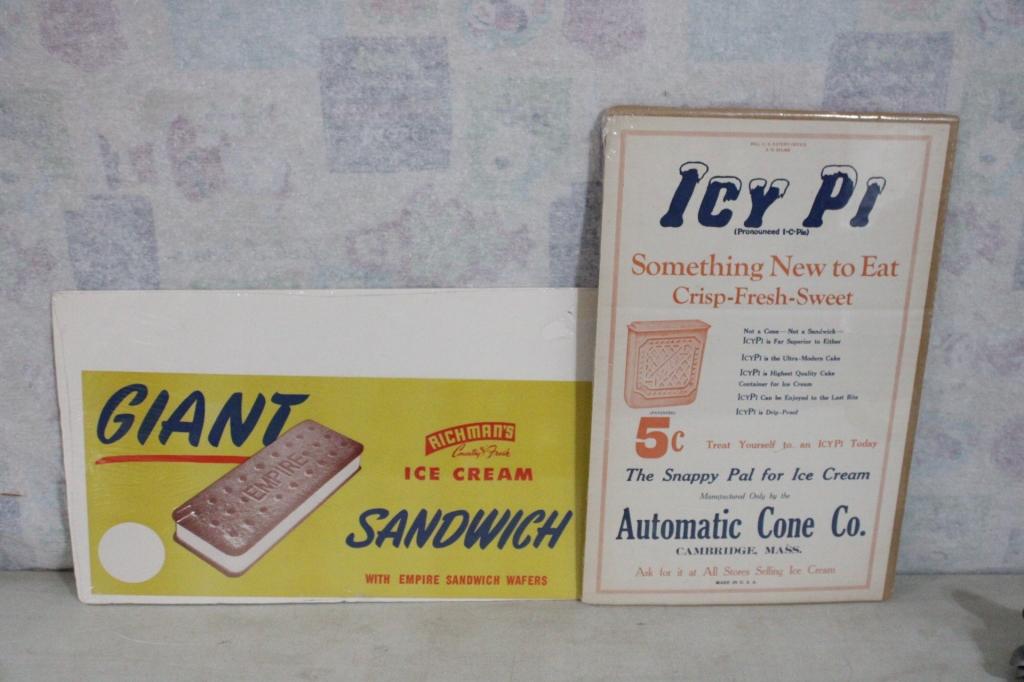 GIANT
EMPIRE
RICHMAN'S
Country Fresh
ICE CREAM
SANDWICH
WITH EMPIRE SANDWICH WAFERS
ICY PI
(Pronounced I-C-Pie)
Something New to Eat
Crisp-Fresh-Sweet
Not a Cone—Not a Sandwich—
ICYPI is Far Superior to Either
ICYPI is the Ultra-Modern Cake
ICYPI is Highest Quality Cake
Container for Ice Cream
ICYPI Can be Enjoyed to the Last Bite
ICYPI is Drip-Proof
(PATENTED)
5c
Treat Yourself to an ICYPI Today
The Snappy Pal for Ice Cream
Manufactured Only by the
Automatic Cone Co.
CAMBRIDGE, MASS.
Ask for it at All Stores Selling Ice Cream
MADE IN U. S. A.